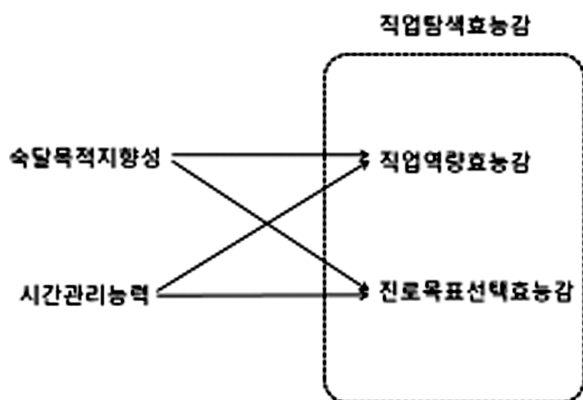 직업탐색효능감
숙달목적지향성
직업역량효능감
시간관리능력
진로목표선택효능감